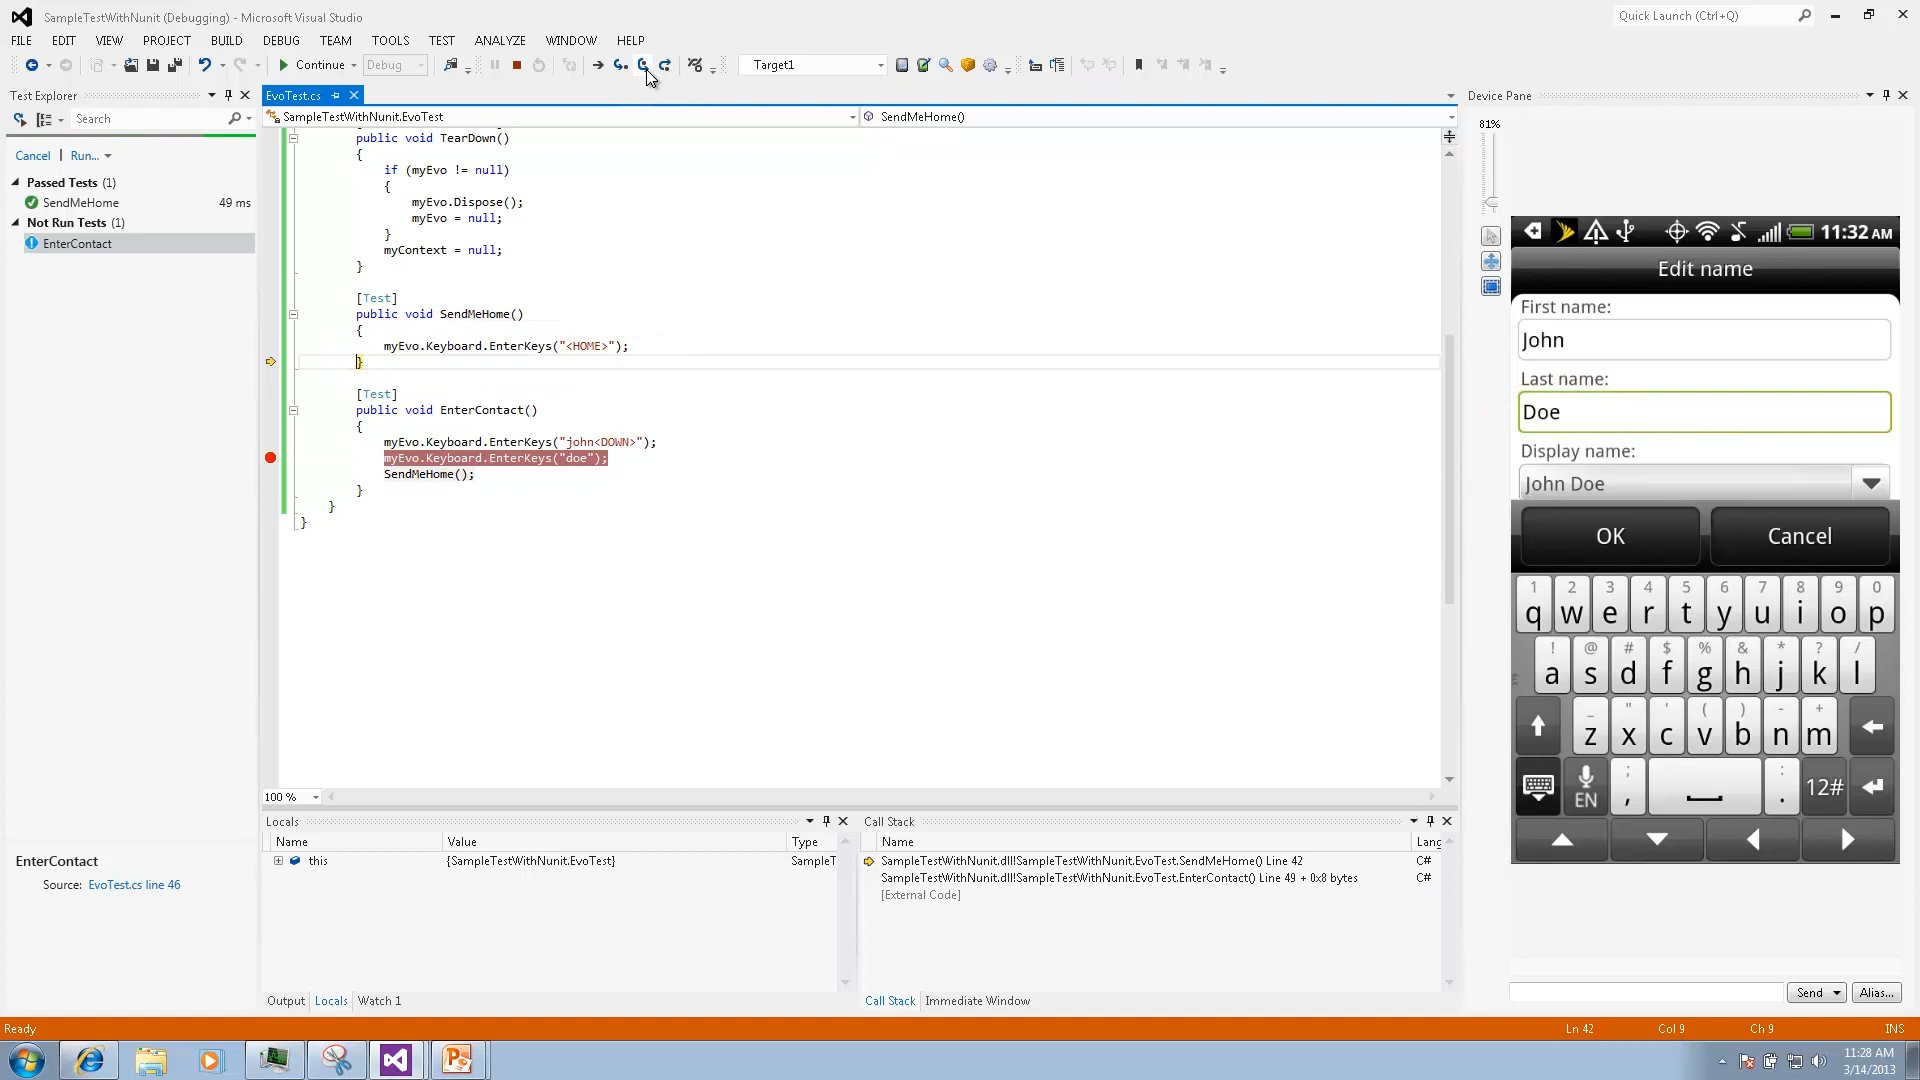 SampleTestWithNunit (Debugging) - Microsoft Visual Studio
Quick Launch (Ctrl+Q)
FILE EDIT VIEW PROJECT BUILD DEBUG TEAM TOOLS TEST ANALYZE WINDOW HELP
Continue Debug Target1
Test Explorer
Search
Cancel Run...
Passed Tests (1)
SendMeHome 49 ms
Not Run Tests (1)
EnterContact
EvoTest.cs
SampleTestWithNunit.EvoTest SendMeHome()
public void TearDown()
{
if (myEvo != null)
{
myEvo.Dispose();
myEvo = null;
}
myContext = null;
}
[Test]
public void SendMeHome()
{
myEvo.Keyboard.EnterKeys("<HOME>");
}
[Test]
public void EnterContact()
{
myEvo.Keyboard.EnterKeys("john<DOWN>");
myEvo.Keyboard.EnterKeys("doe");
SendMeHome();
}
}
}
100 %
Device Pane
81%
11:32 AM
Edit name
First name:
John
Last name:
Doe
Display name:
John Doe
OK Cancel
1 2 3 4 5 6 7 8 9 0
q w e r t y u i o p
! @ # $ % & * ? /
a s d f g h j k l
_ " ' ( ) - +
z x c v b n m
; :
EN , . 12#
Send Alias...
EnterContact
Source: EvoTest.cs line 46
Locals
Name Value Type
this {SampleTestWithNunit.EvoTest} SampleT
Output Locals Watch 1
Call Stack
Name Lang
SampleTestWithNunit.dll!SampleTestWithNunit.EvoTest.SendMeHome() Line 42 C#
SampleTestWithNunit.dll!SampleTestWithNunit.EvoTest.EnterContact() Line 49 + 0x8 bytes C#
[External Code]
Call Stack Immediate Window
Ready Ln 42 Col 9 Ch 9 INS
11:28 AM
3/14/2013